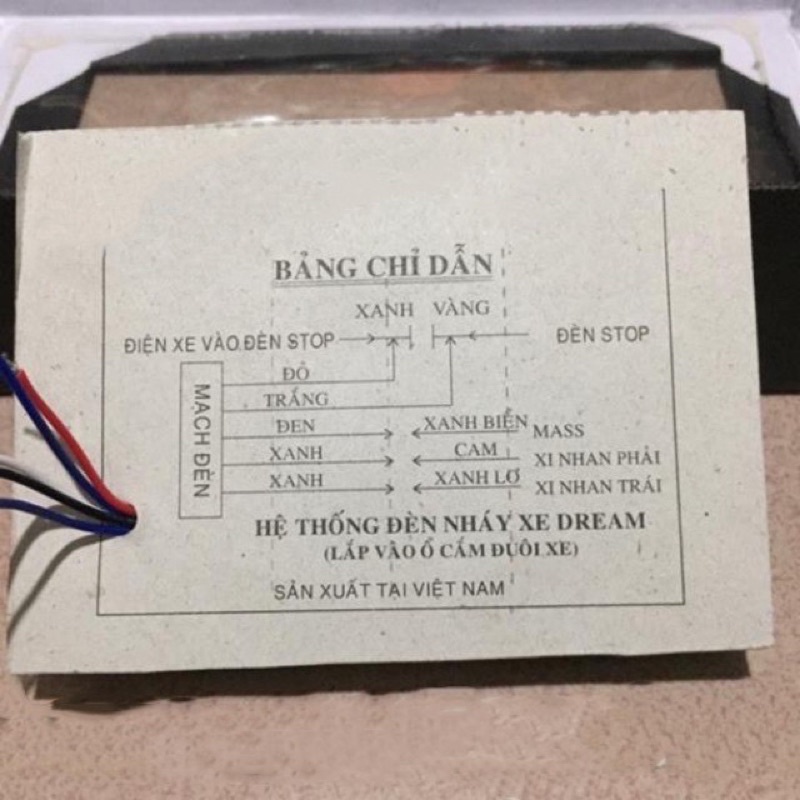 BẢNG CHỈ DẪN
XANH VÀNG
ĐIỆN XE VÀO ĐÈN STOP ĐÈN STOP
ĐỎ
TRẮNG
ĐEN XANH BIỂN MASS
XANH CAM XI NHAN PHẢI
XANH XANH LƠ XI NHAN TRÁI
MẠCH ĐÈN
HỆ THỐNG ĐÈN NHÁY XE DREAM
(LẮP VÀO Ổ CẮM ĐUÔI XE)
SẢN XUẤT TẠI VIỆT NAM